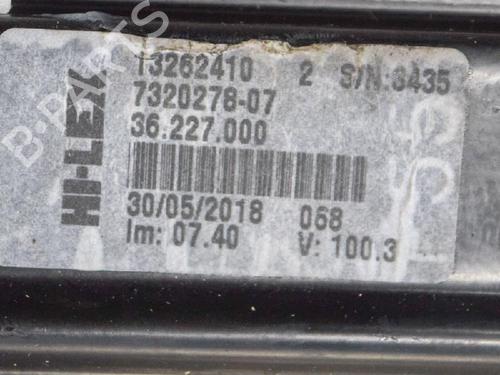 13262410 2 S/N:3435
7320278-07
36.227.000
HI-LEX
30/05/2018 068
Im: 07.40 V: 100.3
B-PARTS